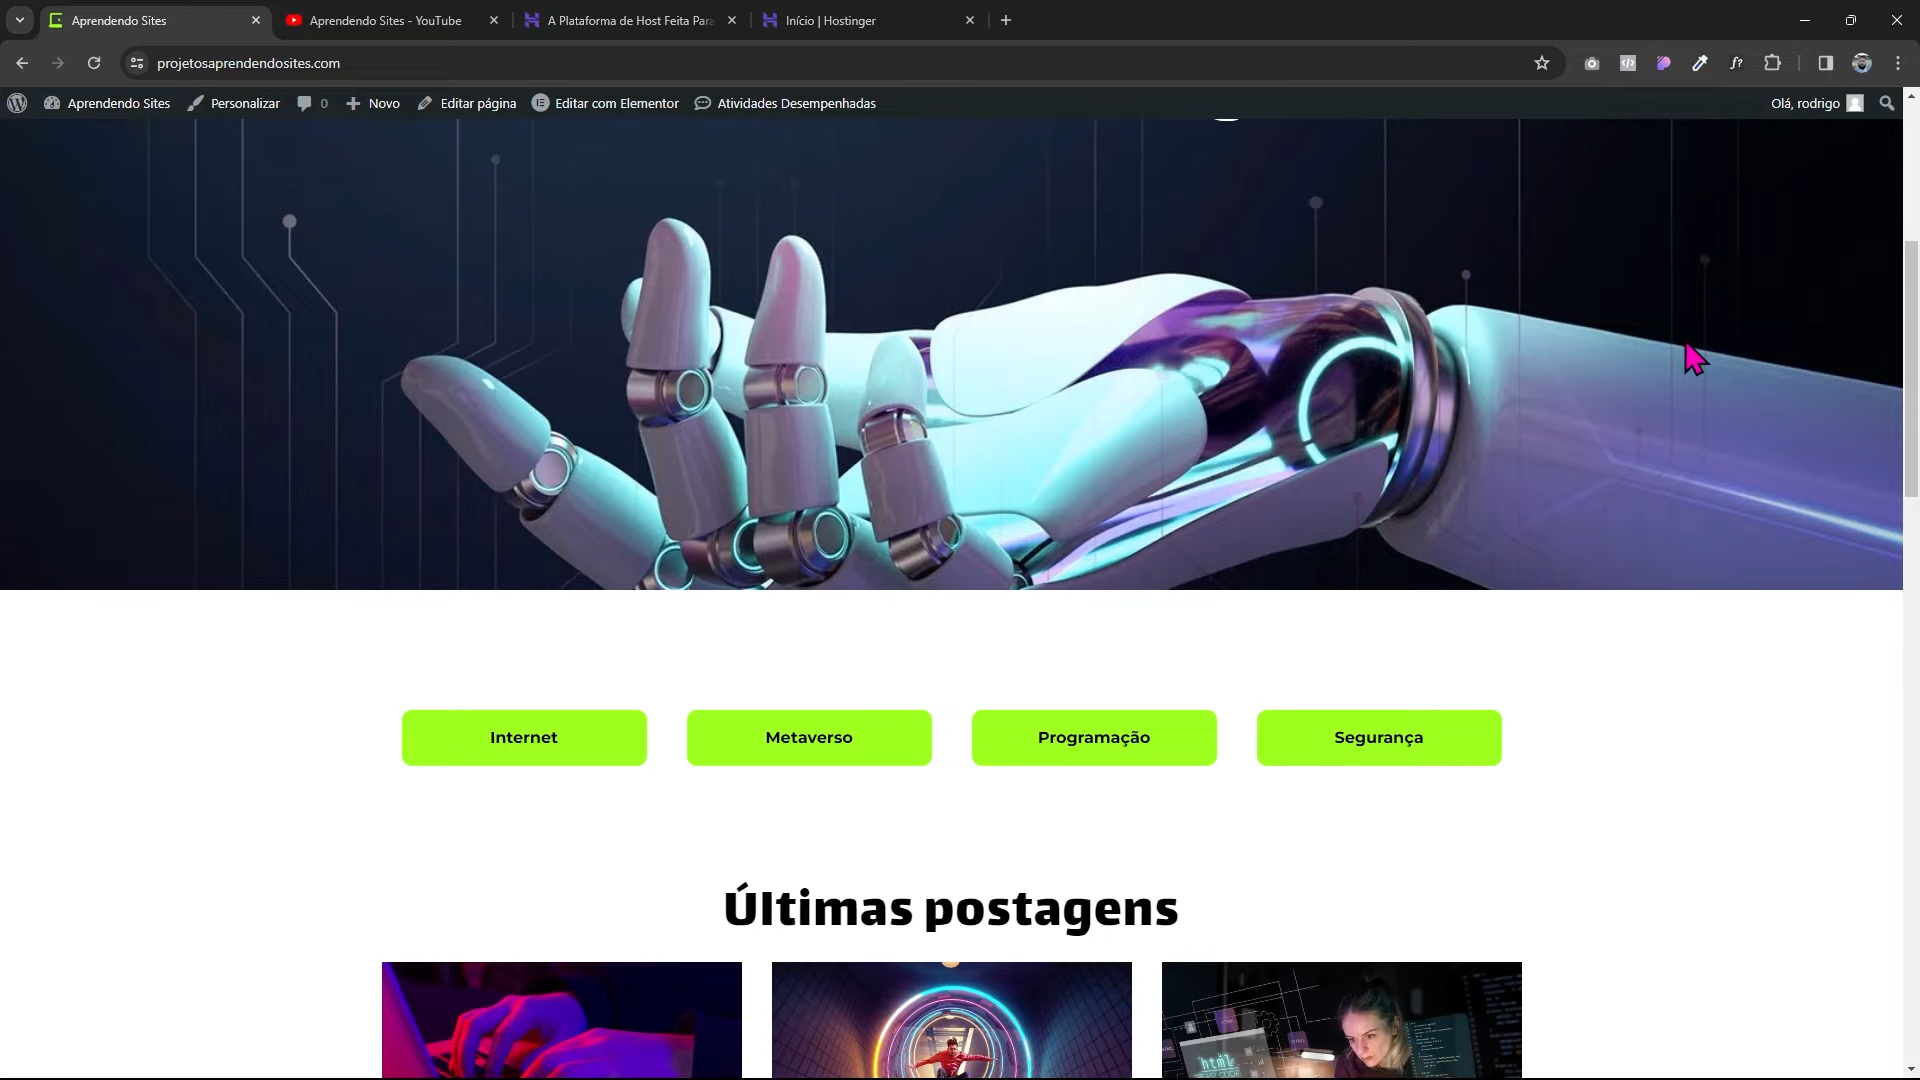 Aprendendo Sites
Aprendendo Sites - YouTube
A Plataforma de Host Feita Para
Início | Hostinger
projetosaprendendosites.com
f?
Aprendendo Sites
Personalizar
0
Novo
Editar página
Editar com Elementor
Atividades Desempenhadas
Olá, rodrigo
Internet
Metaverso
Programação
Segurança
Últimas postagens
html